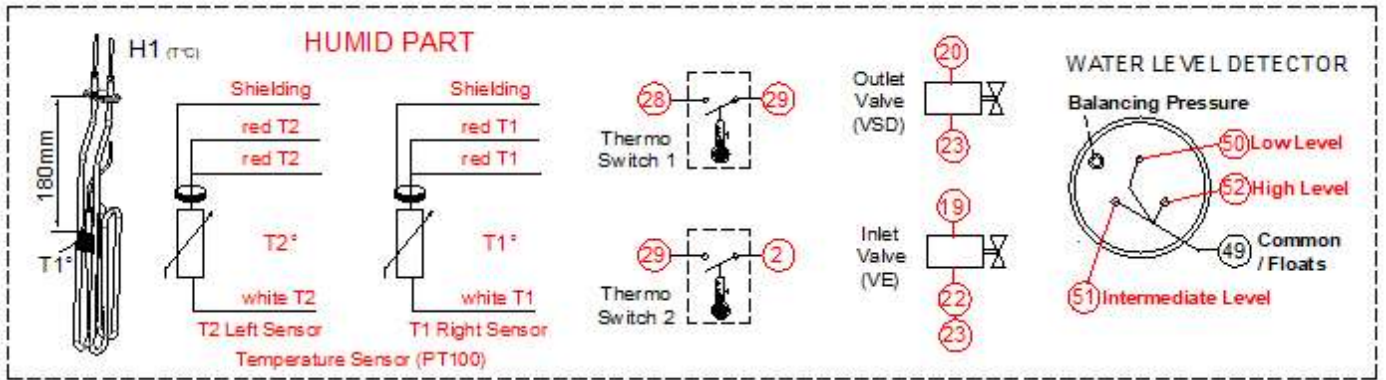 HUMID PART
H1 (T°C)
180mm
T1°
Shielding
red T2
red T2
T2°
white T2
T2 Left Sensor
Shielding
red T1
red T1
T1°
white T1
T1 Right Sensor
Temperature Sensor (PT100)
28
29
Thermo
Switch 1
29
2
Thermo
Switch 2
20
Outlet
Valve
(VSD)
23
19
Inlet
Valve
(VE)
22
23
WATER LEVEL DETECTOR
Balancing Pressure
50 Low Level
52 High Level
49 Common
/ Floats
51 Intermediate Level